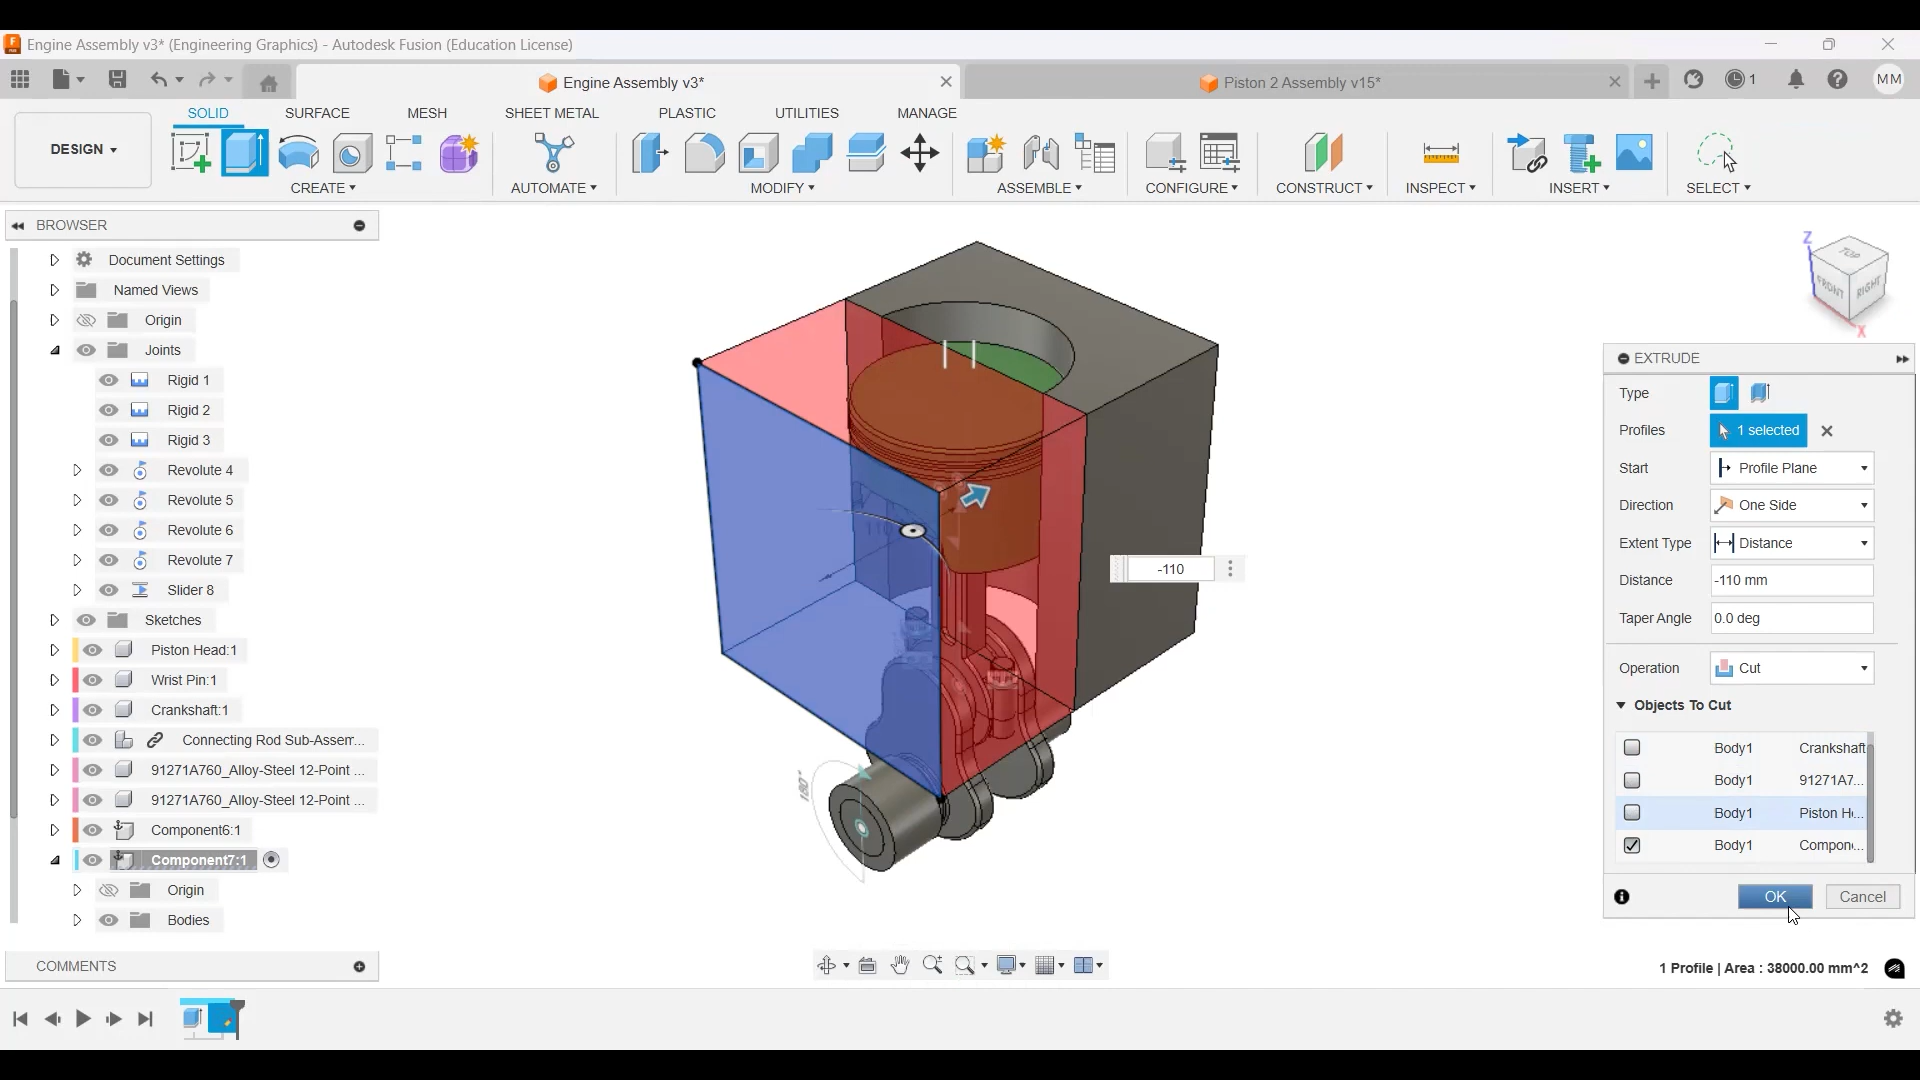 Engine Assembly v3* (Engineering Graphics) - Autodesk Fusion (Education License)
Engine Assembly v3*
Piston 2 Assembly v15*
1
MM
SOLID
SURFACE
MESH
SHEET METAL
PLASTIC
UTILITIES
MANAGE
DESIGN
CREATE
AUTOMATE
MODIFY
ASSEMBLE
CONFIGURE
CONSTRUCT
INSPECT
INSERT
SELECT
BROWSER
Document Settings
Named Views
Origin
Joints
Rigid 1
Rigid 2
Rigid 3
Revolute 4
Revolute 5
Revolute 6
Revolute 7
Slider 8
Sketches
Piston Head:1
Wrist Pin:1
Crankshaft:1
Connecting Rod Sub-Assem...
91271A760_Alloy-Steel 12-Point ...
91271A760_Alloy-Steel 12-Point ...
Component6:1
Component7:1
Origin
Bodies
COMMENTS
-110
180°
Z
TOP
FRONT
RIGHT
X
EXTRUDE
Type
Profiles
1 selected
Start
Profile Plane
Direction
One Side
Extent Type
Distance
Distance
-110 mm
Taper Angle
0.0 deg
Operation
Cut
Objects To Cut
Body1 Crankshaft
Body1 91271A7...
Body1 Piston H...
Body1 Compon...
OK
Cancel
1 Profile | Area : 38000.00 mm^2